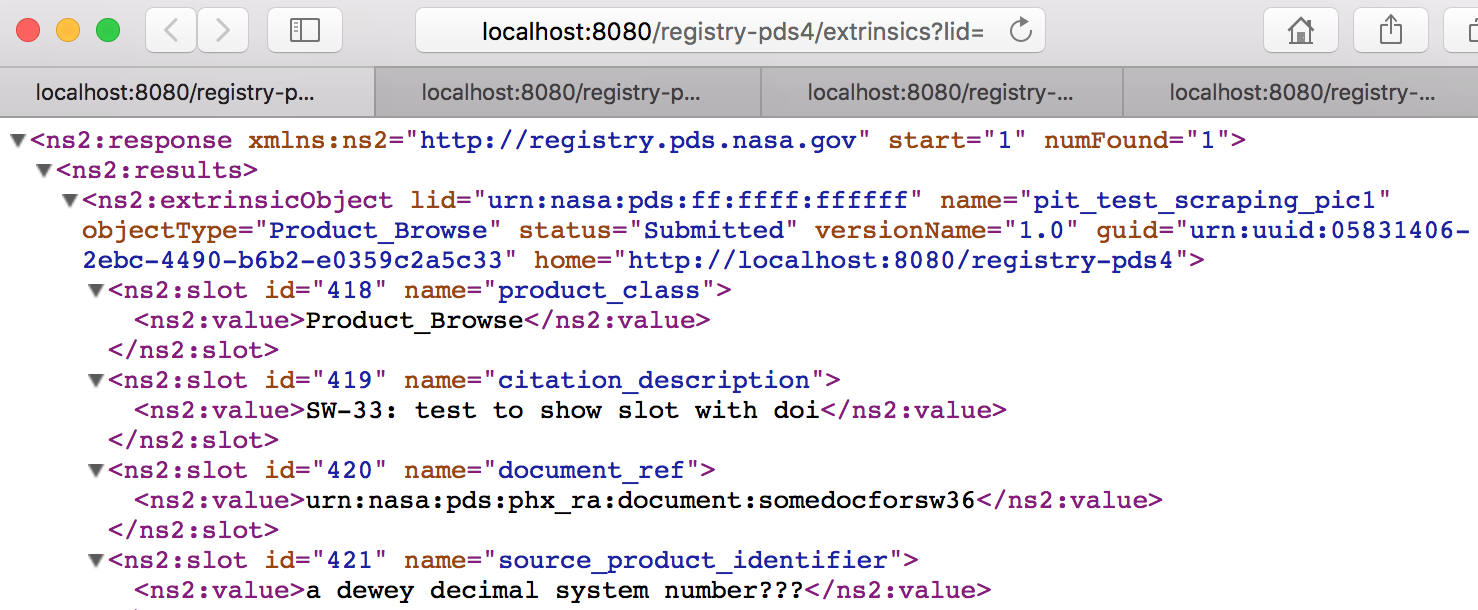 localhost:8080/registry-pds4/extrinsics?lid=
localhost:8080/registry-p... localhost:8080/registry-p... localhost:8080/registry-... localhost:8080/registry-...
<ns2:response xmlns:ns2="http://registry.pds.nasa.gov" start="1" numFound="1">
<ns2:results>
<ns2:extrinsicObject lid="urn:nasa:pds:ff:ffff:ffffff" name="pit_test_scraping_pic1"
objectType="Product_Browse" status="Submitted" versionName="1.0" guid="urn:uuid:05831406-
2ebc-4490-b6b2-e0359c2a5c33" home="http://localhost:8080/registry-pds4">
<ns2:slot id="418" name="product_class">
<ns2:value>Product_Browse</ns2:value>
</ns2:slot>
<ns2:slot id="419" name="citation_description">
<ns2:value>SW-33: test to show slot with doi</ns2:value>
</ns2:slot>
<ns2:slot id="420" name="document_ref">
<ns2:value>urn:nasa:pds:phx_ra:document:somedocforsw36</ns2:value>
</ns2:slot>
<ns2:slot id="421" name="source_product_identifier">
<ns2:value>a dewey decimal system number???</ns2:value>